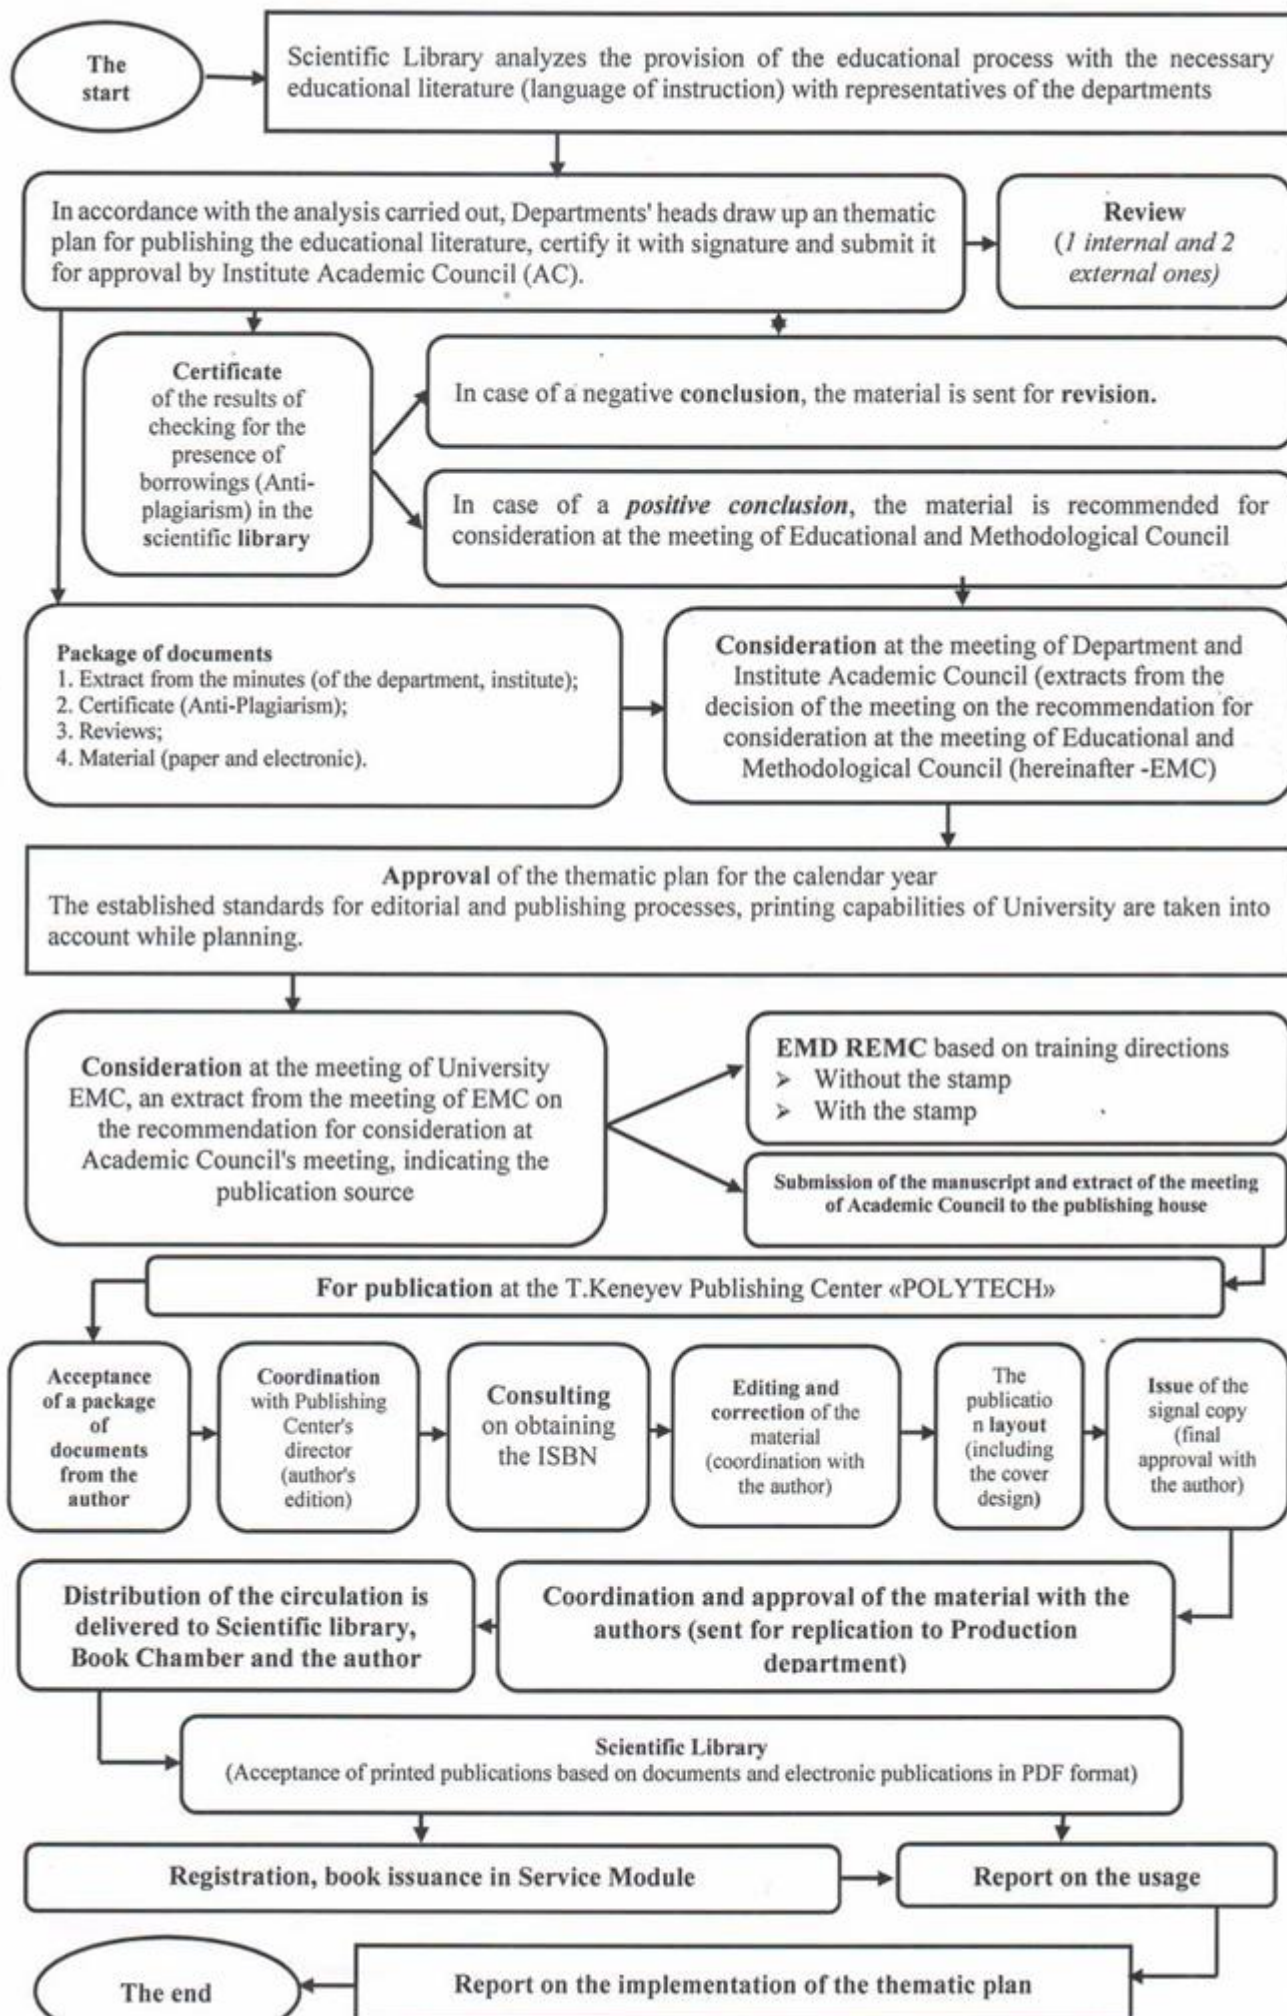 The
start
Scientific Library analyzes the provision of the educational process with the necessary
educational literature (language of instruction) with representatives of the departments
In accordance with the analysis carried out, Departments' heads draw up an thematic
plan for publishing the educational literature, certify it with signature and submit it
for approval by Institute Academic Council (AC).
Review
(1 internal and 2
external ones)
Certificate
of the results of
checking for the
presence of
borrowings (Anti-
plagiarism) in the
scientific library
In case of a negative conclusion, the material is sent for revision.
In case of a positive conclusion, the material is recommended for
consideration at the meeting of Educational and Methodological Council
Package of documents
1. Extract from the minutes (of the department, institute);
2. Certificate (Anti-Plagiarism);
3. Reviews;
4. Material (paper and electronic).
Consideration at the meeting of Department and
Institute Academic Council (extracts from the
decision of the meeting on the recommendation for
consideration at the meeting of Educational and
Methodological Council (hereinafter -EMC)
Approval of the thematic plan for the calendar year
The established standards for editorial and publishing processes, printing capabilities of University are taken into
account while planning.
Consideration at the meeting of University
EMC, an extract from the meeting of EMC on
the recommendation for consideration at
Academic Council's meeting, indicating the
publication source
EMD REMC based on training directions
➢ Without the stamp
➢ With the stamp
Submission of the manuscript and extract of the meeting
of Academic Council to the publishing house
For publication at the T.Keneyev Publishing Center «POLYTECH»
Acceptance
of a package
of
documents
from the
author
Coordination
with Publishing
Center's
director
(author's
edition)
Consulting
on obtaining
the ISBN
Editing and
correction of the
material
(coordination with
the author)
The
publicatio
n layout
(including
the cover
design)
Issue of the
signal copy
(final
approval with
the author)
Distribution of the circulation is
delivered to Scientific library,
Book Chamber and the author
Coordination and approval of the material with the
authors (sent for replication to Production
department)
Scientific Library
(Acceptance of printed publications based on documents and electronic publications in PDF format)
Registration, book issuance in Service Module
Report on the usage
The end
Report on the implementation of the thematic plan